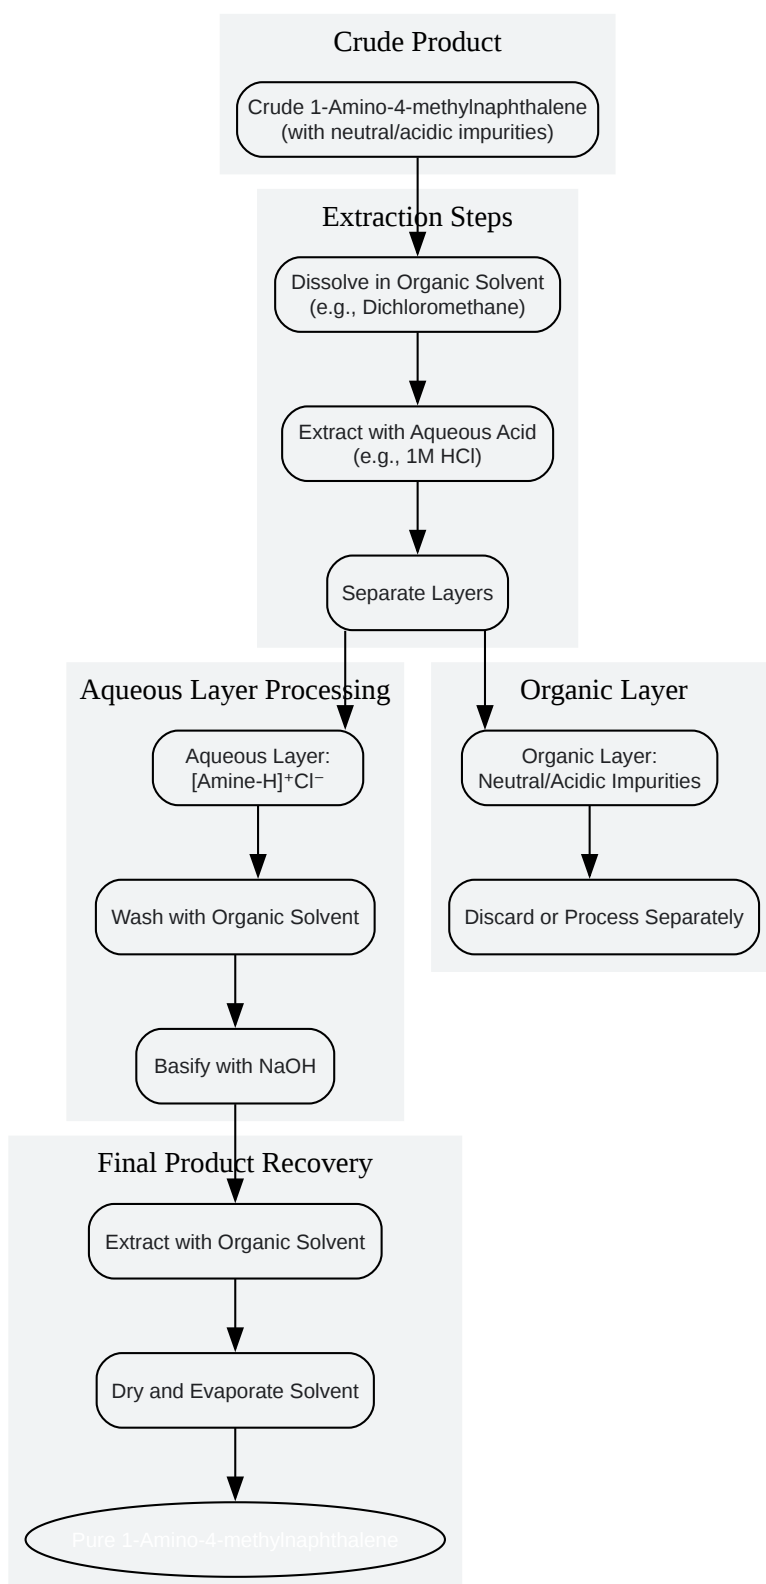 Crude Product
Crude 1-Amino-4-methylnaphthalene
(with neutral/acidic impurities)
Extraction Steps
Dissolve in Organic Solvent
(e.g., Dichloromethane)
Extract with Aqueous Acid
(e.g., 1M HCl)
Separate Layers
Aqueous Layer Processing
Aqueous Layer:
[Amine-H]⁺Cl⁻
Wash with Organic Solvent
Basify with NaOH
Organic Layer
Organic Layer:
Neutral/Acidic Impurities
Discard or Process Separately
Final Product Recovery
Extract with Organic Solvent
Dry and Evaporate Solvent
Pure 1-Amino-4-methylnaphthalene